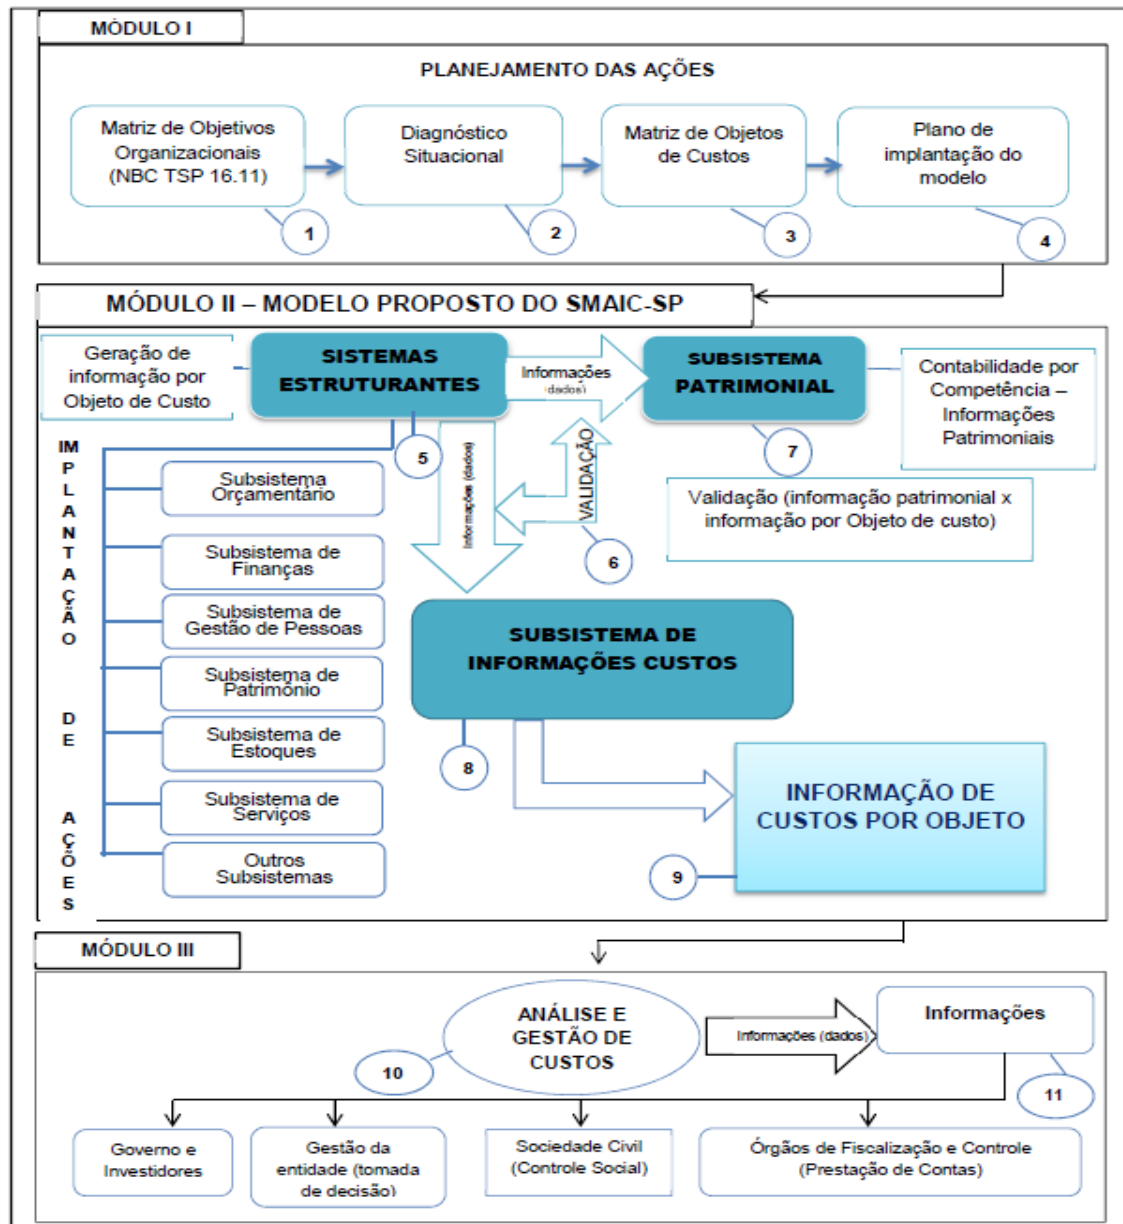 MÓDULO I
PLANEJAMENTO DAS AÇÕES
Matriz de Objetivos
Organizacionais
(NBC TSP 16.11)
Diagnóstico
Situacional
Matriz de Objetos
de Custos
Plano de
implantação do
modelo
1
2
3
4
MÓDULO II – MODELO PROPOSTO DO SMAIC-SP
Geração de
informação por
Objeto de Custo
SISTEMAS
ESTRUTURANTES
Informações
(dados)
SUBSISTEMA
PATRIMONIAL
Contabilidade por
Competência –
Informações
Patrimoniais
5
Informações (dados)
VALIDAÇÃO
6
7
Validação (informação patrimonial x
informação por Objeto de custo)
IMPLANTAÇÃO
DE
AÇÕES
Subsistema
Orçamentário
Subsistema de
Finanças
Subsistema de
Gestão de Pessoas
Subsistema de
Patrimônio
Subsistema de
Estoques
Subsistema de
Serviços
Outros
Subsistemas
SUBSISTEMA DE
INFORMAÇÕES CUSTOS
8
INFORMAÇÃO DE
CUSTOS POR OBJETO
9
MÓDULO III
ANÁLISE E
GESTÃO DE
CUSTOS
10
Informações (dados)
Informações
11
Governo e
Investidores
Gestão da
entidade (tomada
de decisão)
Sociedade Civil
(Controle Social)
Órgãos de Fiscalização e Controle
(Prestação de Contas)